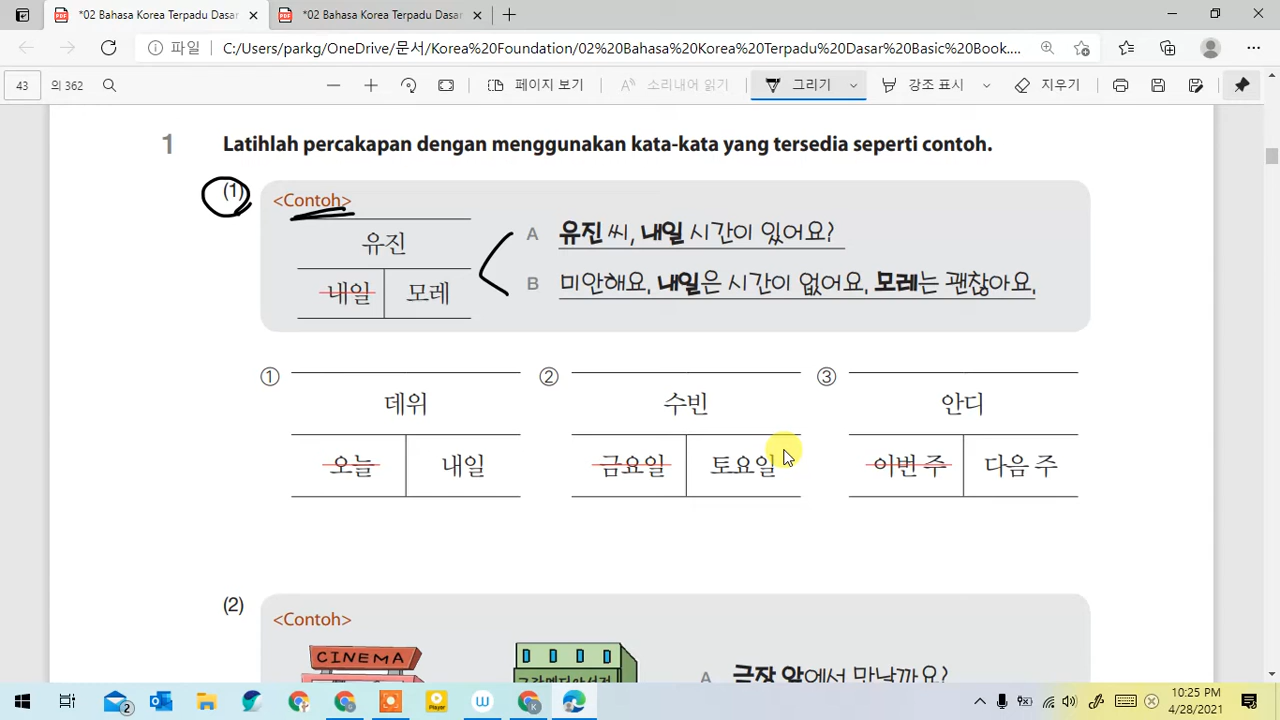 *02 Bahasa Korea Terpadu Dasar
*02 Bahasa Korea Terpadu Dasar
파일
C:/Users/parkg/OneDrive/문서/Korea%20Foundation/02%20Bahasa%20Korea%20Terpadu%20Dasar%20Basic%20Book....
43 의 362
페이지 보기
소리내어 읽기
그리기
강조 표시
지우기
1 Latihlah percakapan dengan menggunakan kata-kata yang tersedia seperti contoh.
(1)
<Contoh>
유진
내일 모레
A 유진 씨, 내일 시간이 있어요?
B 미안해요, 내일은 시간이 없어요, 모레는 괜찮아요.
① 데위
오늘 내일
② 수빈
금요일 토요일
③ 안디
이번 주 다음 주
(2)
<Contoh>
CINEMA
A 극장 앞에서 만날까요?
10:25 PM
4/28/2021